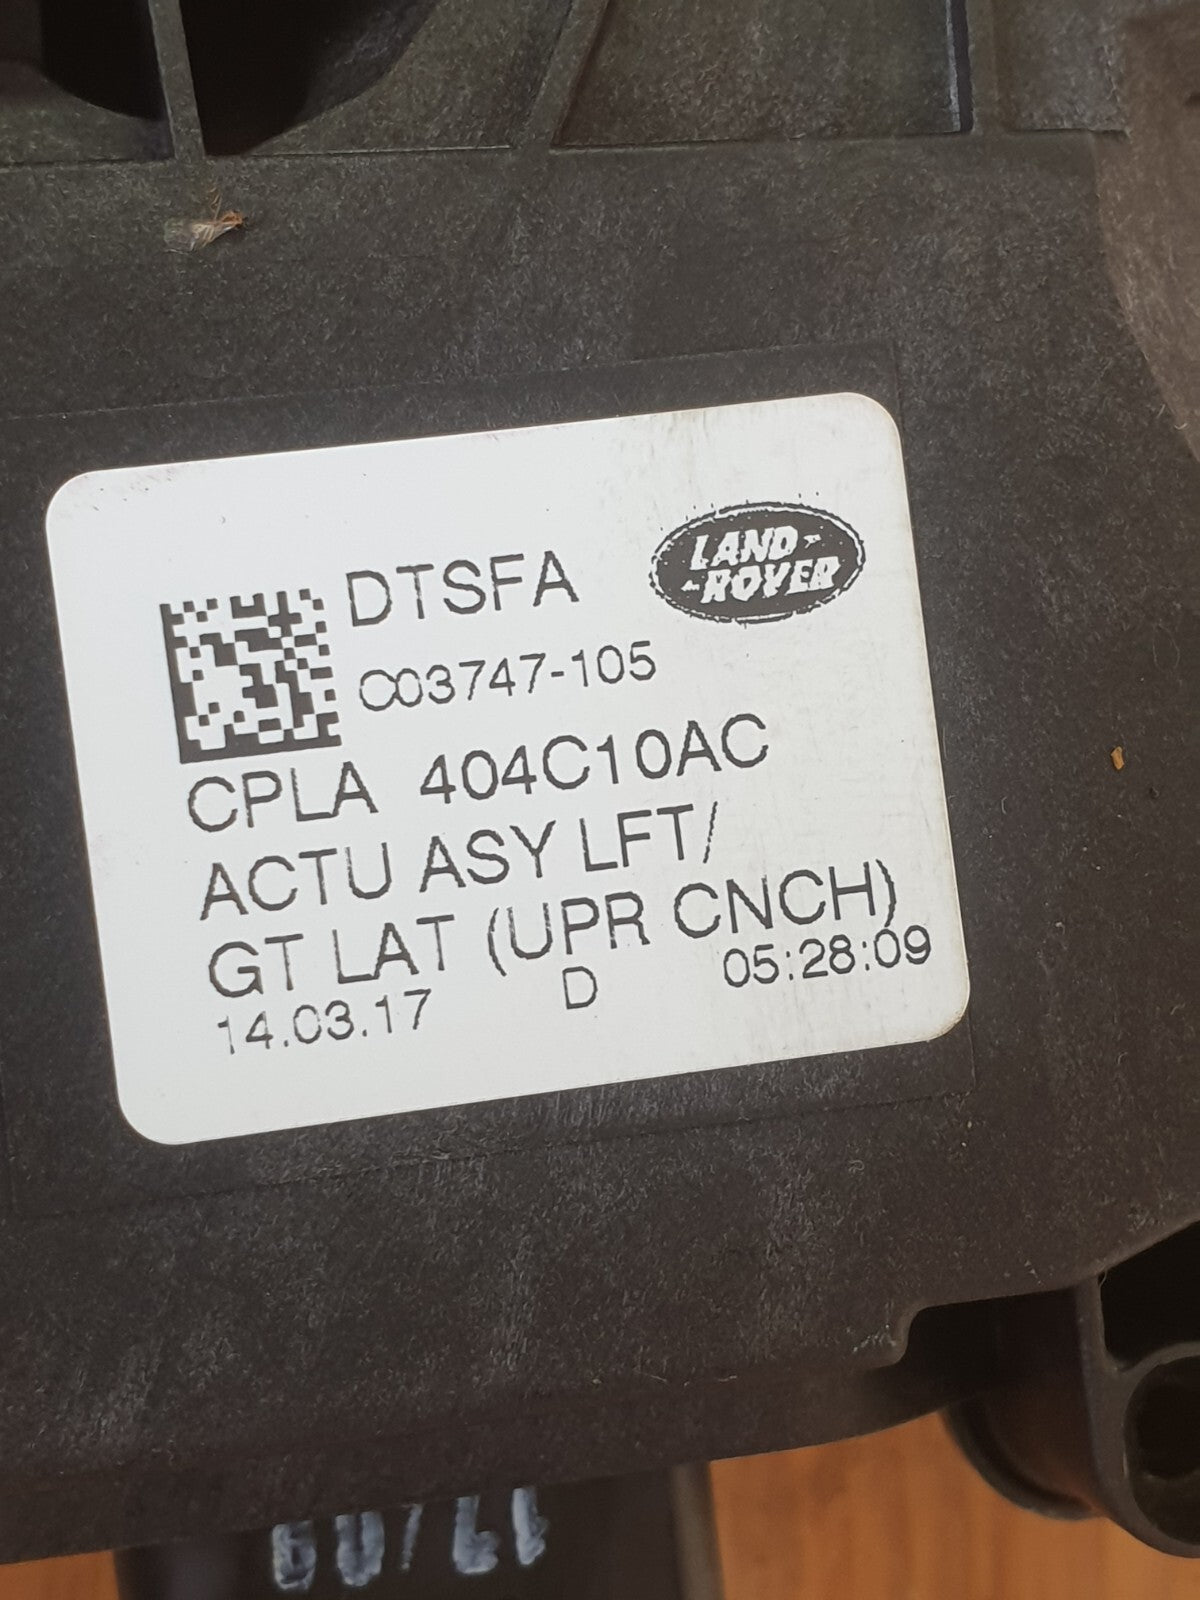 DTSFA
LAND-
-ROVER
C03747-105
CPLA 404C10AC
ACTU ASY LFT/
GT LAT (UPR CNCH)
14.03.17 D 05:28:09